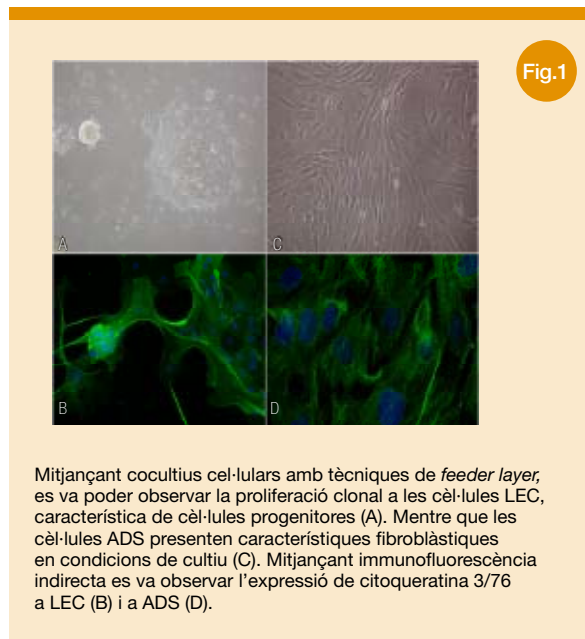 Fig.1
A
C
B
D
Mitjançant cocultius cel·lulars amb tècniques de feeder layer,
es va poder observar la proliferació clonal a les cèl·lules LEC,
característica de cèl·lules progenitores (A). Mentre que les
cèl·lules ADS presenten característiques fibroblàstiques
en condicions de cultiu (C). Mitjançant immunofluorescència
indirecta es va observar l’expressió de citoqueratina 3/76
a LEC (B) i a ADS (D).